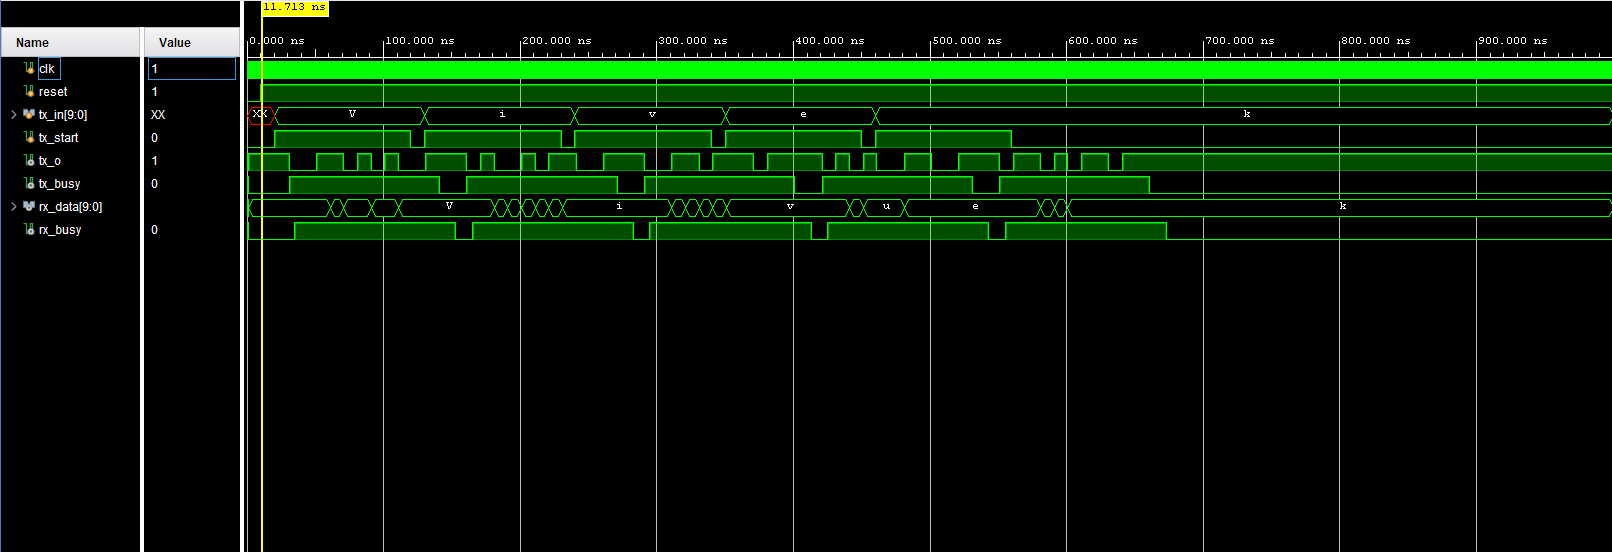 11.713 ns
Name Value
0.000 ns 100.000 ns 200.000 ns 300.000 ns 400.000 ns 500.000 ns 600.000 ns 700.000 ns 800.000 ns 900.000 ns
clk 1
reset 1
tx_in[9:0] XX XX V i v e k
tx_start 0
tx_o 1
tx_busy 0
rx_data[9:0] V i v u e k
rx_busy 0